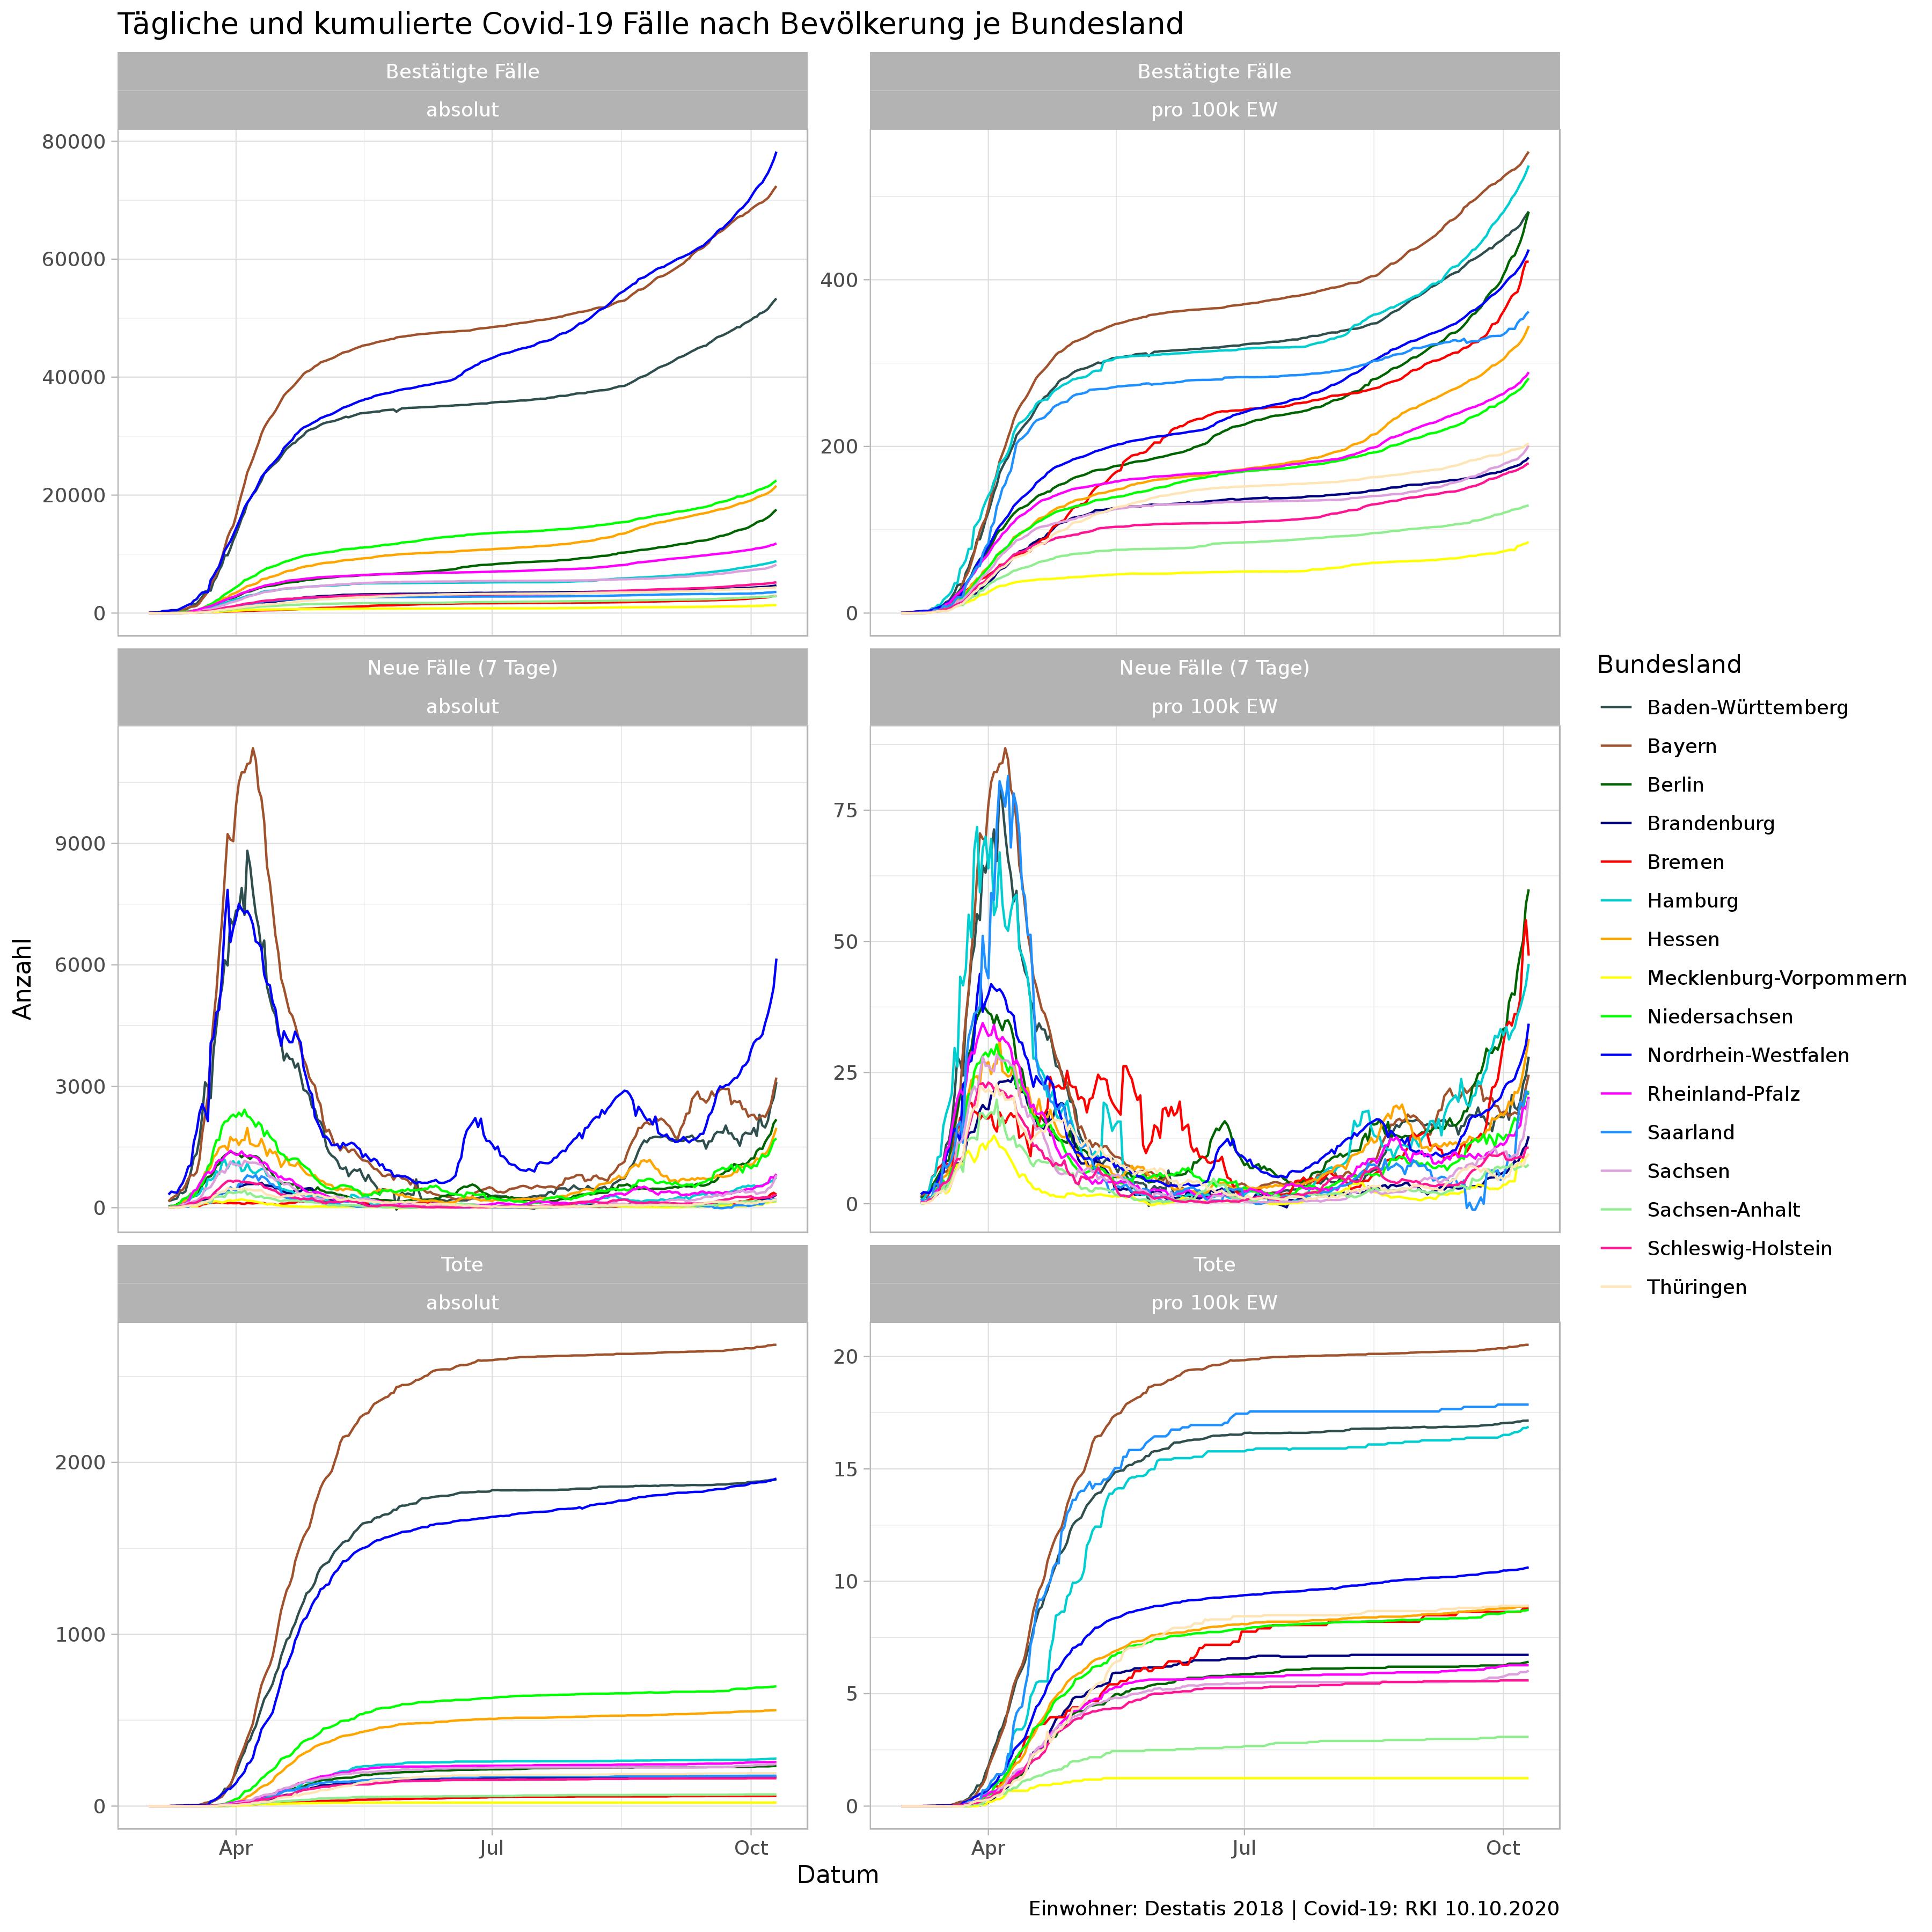 Tägliche und kumulierte Covid-19 Fälle nach Bevölkerung je Bundesland
Bestätigte Fälle
absolut
Bestätigte Fälle
pro 100k EW
80000
60000
40000
20000
0
400
200
0
Neue Fälle (7 Tage)
absolut
Neue Fälle (7 Tage)
pro 100k EW
9000
6000
3000
0
75
50
25
0
Anzahl
Tote
absolut
Tote
pro 100k EW
2000
1000
0
20
15
10
5
0
Apr
Jul
Oct
Apr
Jul
Oct
Datum
Bundesland
Baden-Württemberg
Bayern
Berlin
Brandenburg
Bremen
Hamburg
Hessen
Mecklenburg-Vorpommern
Niedersachsen
Nordrhein-Westfalen
Rheinland-Pfalz
Saarland
Sachsen
Sachsen-Anhalt
Schleswig-Holstein
Thüringen
Einwohner: Destatis 2018 | Covid-19: RKI 10.10.2020